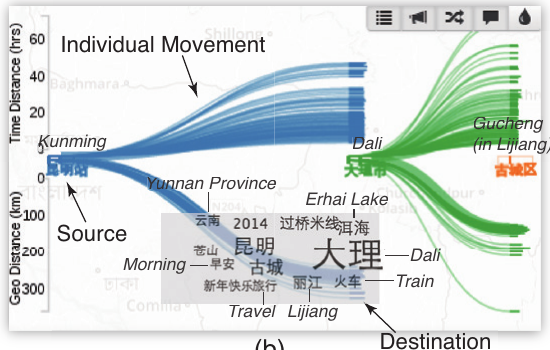 Shillong
60
Individual Movement
40
Baghmara
20
Time Distance (hrs)
Kunming
Dali
Gucheng
(in Lijiang)
0
昆明站
大理市
古城区
0
Yunnan Province
Erhai Lake
100
云南
2014
过桥米线
洱海
N204
Kolasib
Source
200
苍山
昆明
大理
Dali
Morning
早安
古城
Geo Distance (km)
300
新年快乐
旅行
丽江
火车
Train
Comilla
Travel
Lijiang
Destination
(b)